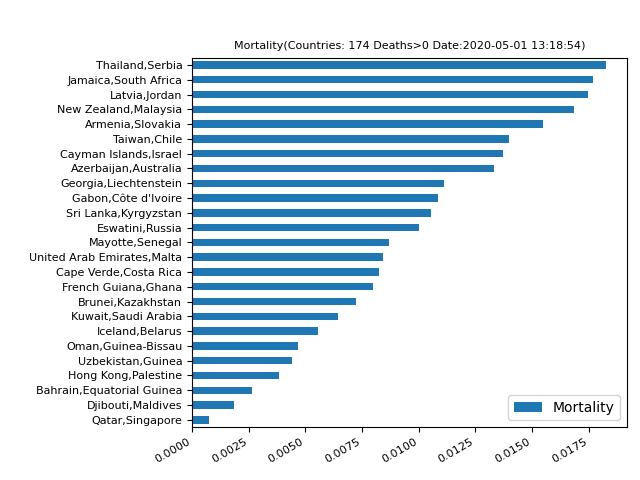 Mortality(Countries: 174 Deaths>0 Date:2020-05-01 13:18:54)
Thailand,Serbia
Jamaica,South Africa
Latvia,Jordan
New Zealand,Malaysia
Armenia,Slovakia
Taiwan,Chile
Cayman Islands,Israel
Azerbaijan,Australia
Georgia,Liechtenstein
Gabon,Côte d'Ivoire
Sri Lanka,Kyrgyzstan
Eswatini,Russia
Mayotte,Senegal
United Arab Emirates,Malta
Cape Verde,Costa Rica
French Guiana,Ghana
Brunei,Kazakhstan
Kuwait,Saudi Arabia
Iceland,Belarus
Oman,Guinea-Bissau
Uzbekistan,Guinea
Hong Kong,Palestine
Bahrain,Equatorial Guinea
Djibouti,Maldives
Qatar,Singapore
Mortality
0.0000 0.0025 0.0050 0.0075 0.0100 0.0125 0.0150 0.0175